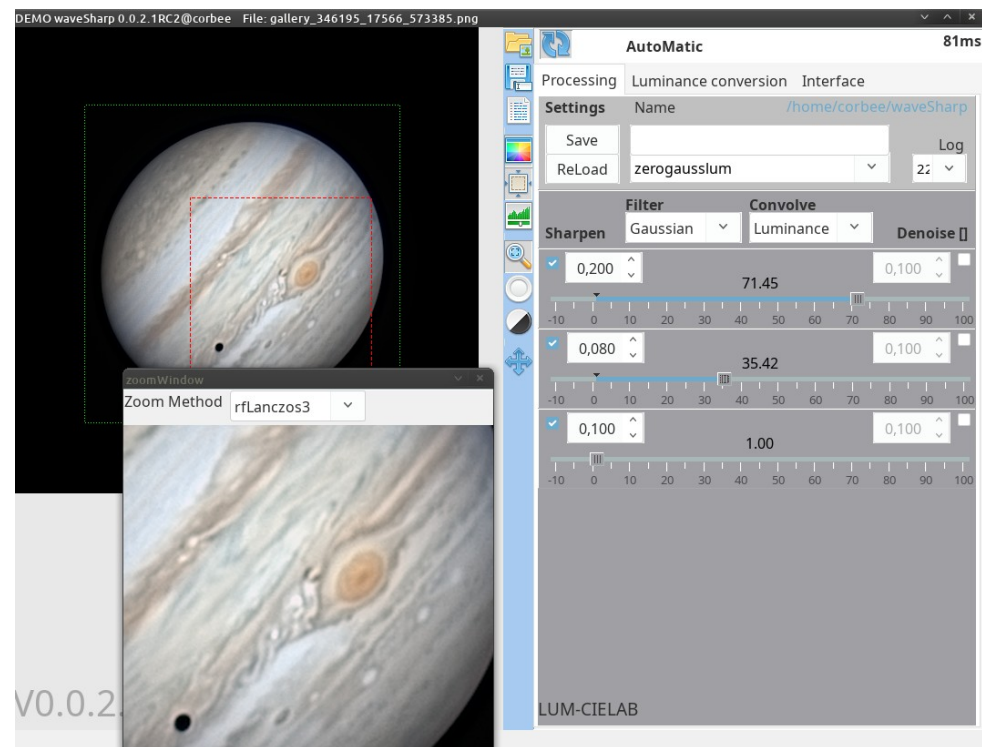 DEMO waveSharp 0.0.2.1RC2@corbee File: gallery_346195_17566_573385.png
AutoMatic
81ms
Processing Luminance conversion Interface
Settings Name /home/corbee/waveSharp
Save
Log
ReLoad zerogausslum
Filter Convolve
Sharpen Gaussian Luminance Denoise []
0,200 0,100
71.45
-10 0 10 20 30 40 50 60 70 80 90 100
0,080 0,100
35.42
-10 0 10 20 30 40 50 60 70 80 90 100
0,100 0,100
1.00
-10 0 10 20 30 40 50 60 70 80 90 100
zoomWindow
Zoom Method rfLanczos3
V0.0.2.
LUM-CIELAB